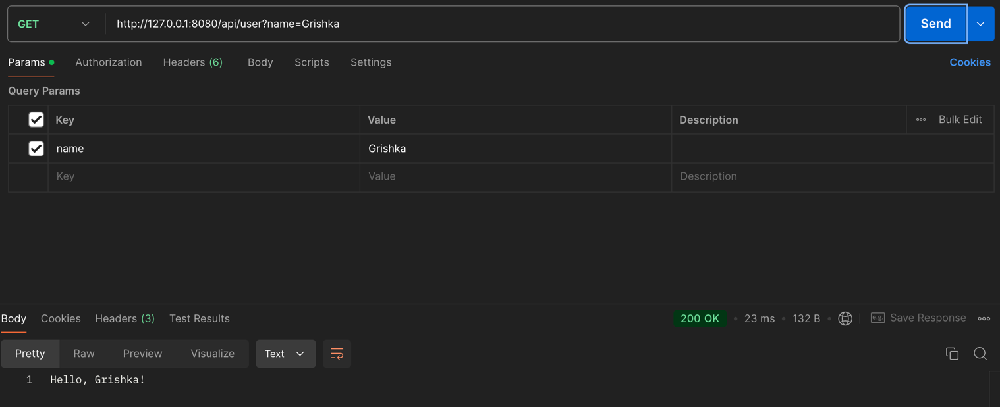 GET http://127.0.0.1:8080/api/user?name=Grishka Send
Params Authorization Headers (6) Body Scripts Settings Cookies
Query Params
Key Value Description Bulk Edit
name Grishka
Key Value Description
Body Cookies Headers (3) Test Results 200 OK • 23 ms • 132 B • e.g. Save Response
Pretty Raw Preview Visualize Text
1 Hello, Grishka!